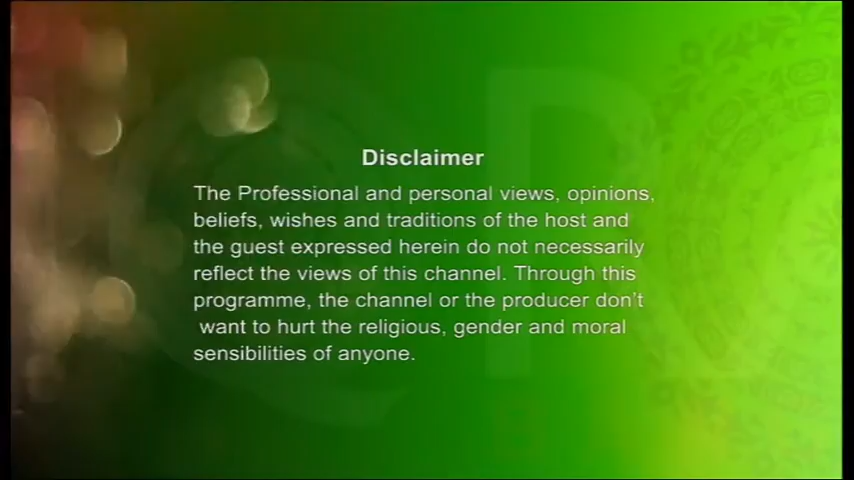 Disclaimer
The Professional and personal views, opinions,
beliefs, wishes and traditions of the host and
the guest expressed herein do not necessarily
reflect the views of this channel. Through this
programme, the channel or the producer don't
want to hurt the religious, gender and moral
sensibilities of anyone.